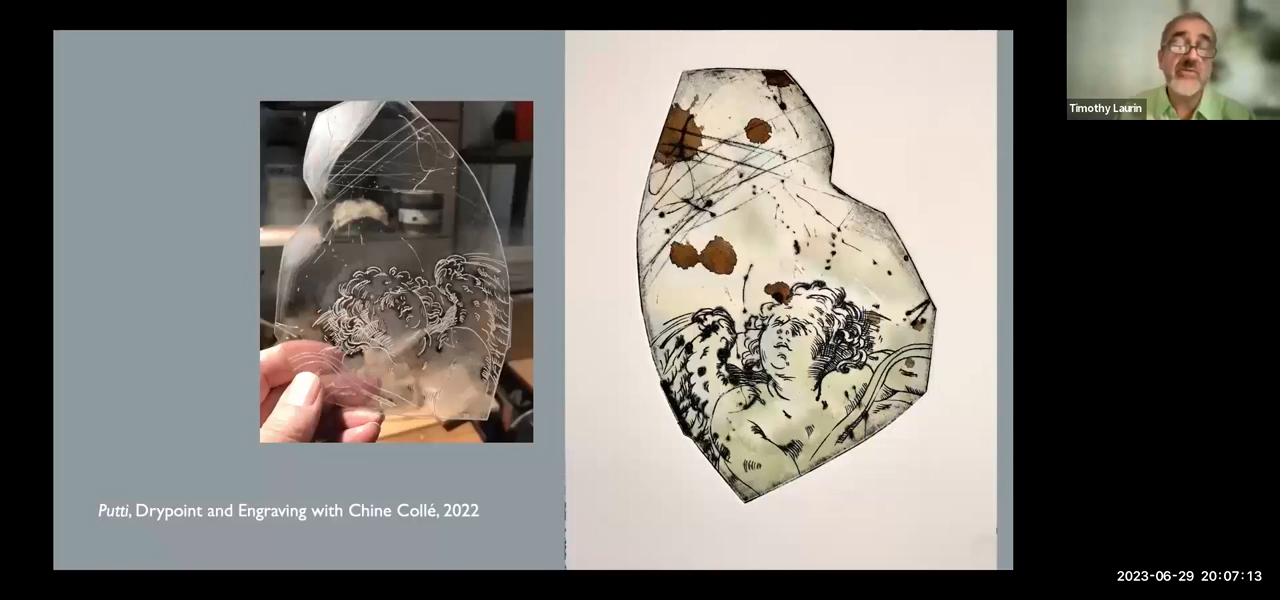 Timothy Laurin
Putti, Drypoint and Engraving with Chine Collé, 2022
2023-06-29 20:07:13